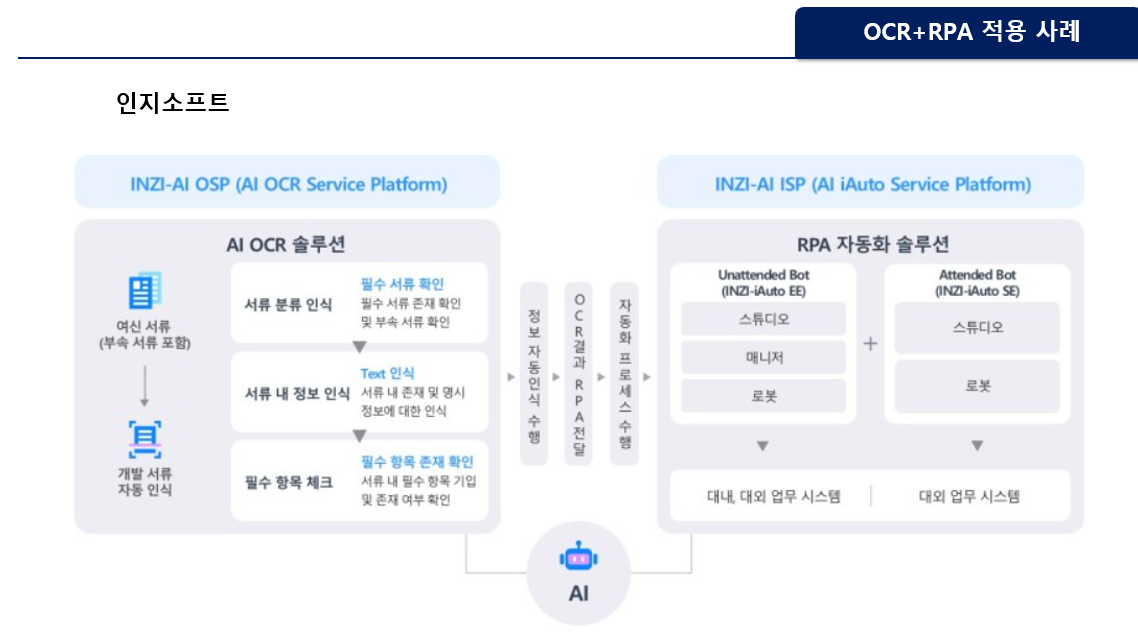 OCR+RPA 적용 사례
인지소프트
INZI-AI OSP (AI OCR Service Platform)
AI OCR 솔루션
여신 서류
(부속 서류 포함)
개발 서류
자동 인식
서류 분류 인식
필수 서류 확인
필수 서류 존재 확인
및 부속 서류 확인
서류 내 정보 인식
Text 인식
서류 내 존재 및 명시
정보에 대한 인식
필수 항목 체크
필수 항목 존재 확인
서류 내 필수 항목 기입
및 존재 여부 확인
정보 자동인식 수행
OCR결과 RPA전달
자동화 프로세스 수행
INZI-AI ISP (AI iAuto Service Platform)
RPA 자동화 솔루션
Unattended Bot
(INZI-iAuto EE)
스튜디오
매니저
로봇
+
Attended Bot
(INZI-iAuto SE)
스튜디오
로봇
대내, 대외 업무 시스템
대외 업무 시스템
AI